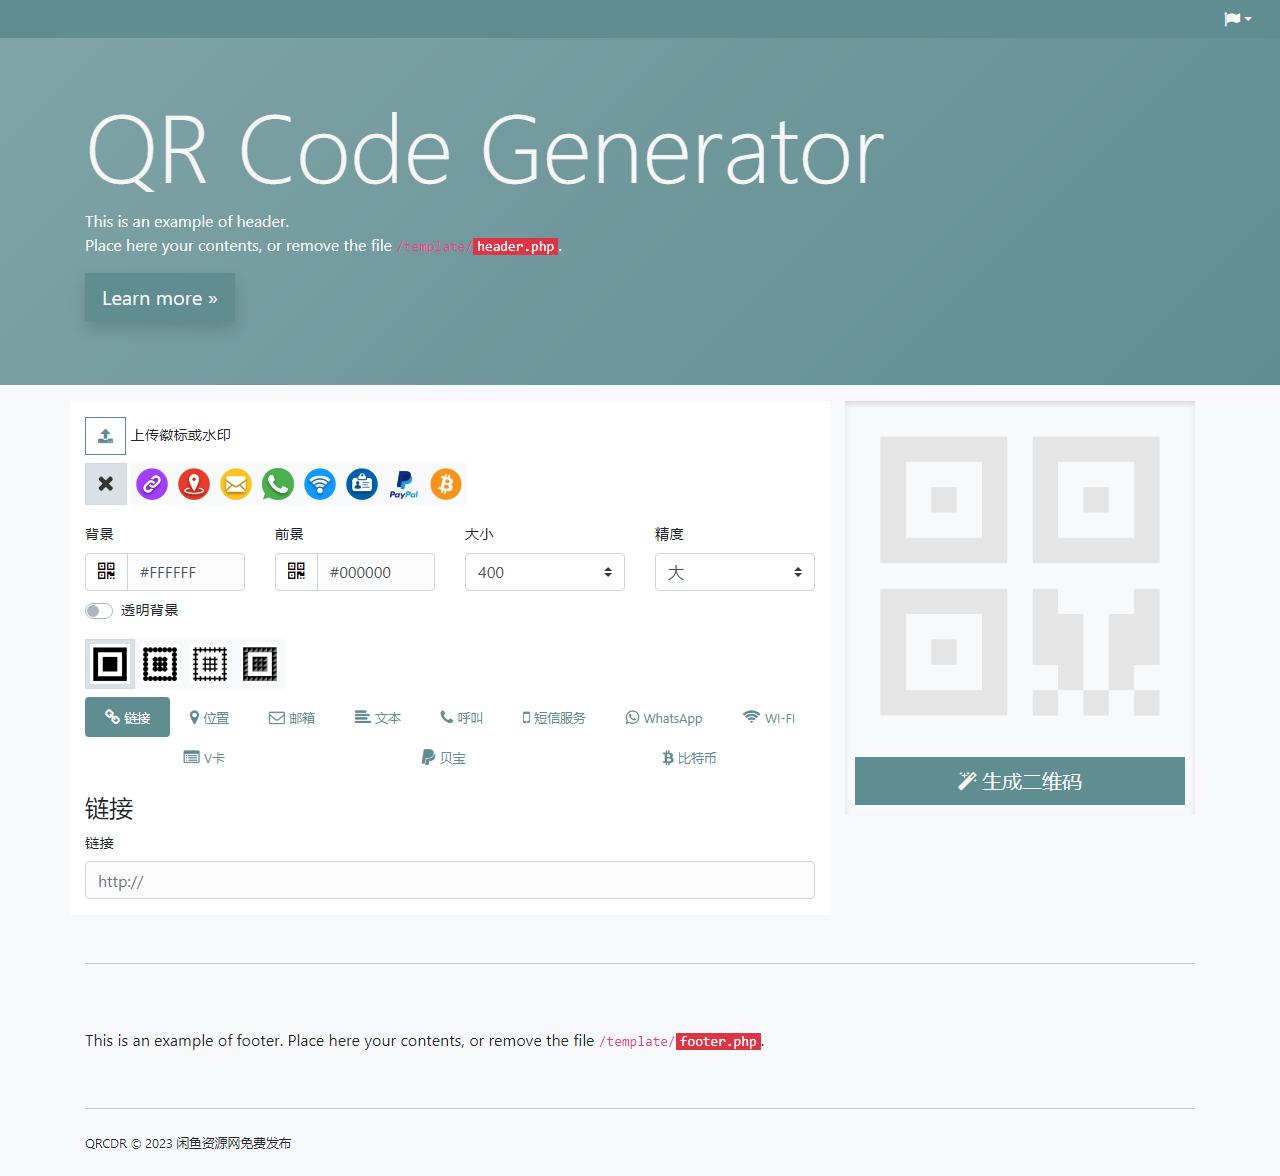 QR Code Generator
This is an example of header.
Place here your contents, or remove the file /template/header.php.
Learn more »
上传徽标或水印
PayPal
背景 前景 大小 精度
#FFFFFF #000000 400 大
透明背景
链接 位置 邮箱 文本 呼叫 短信服务 WhatsApp WI-FI
V卡 贝宝 比特币
生成二维码
链接
链接
http://
This is an example of footer. Place here your contents, or remove the file /template/footer.php.
QRCDR © 2023 闲鱼资源网免费发布